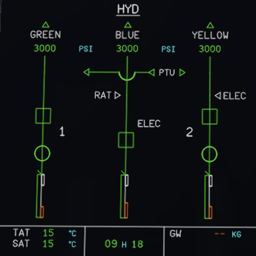 HYD
GREEN BLUE YELLOW
3000 PSI 3000 PSI 3000
PTU
RAT ELEC
ELEC
1 2
TAT 15 °C GW -- KG
SAT 15 °C 09 H 18